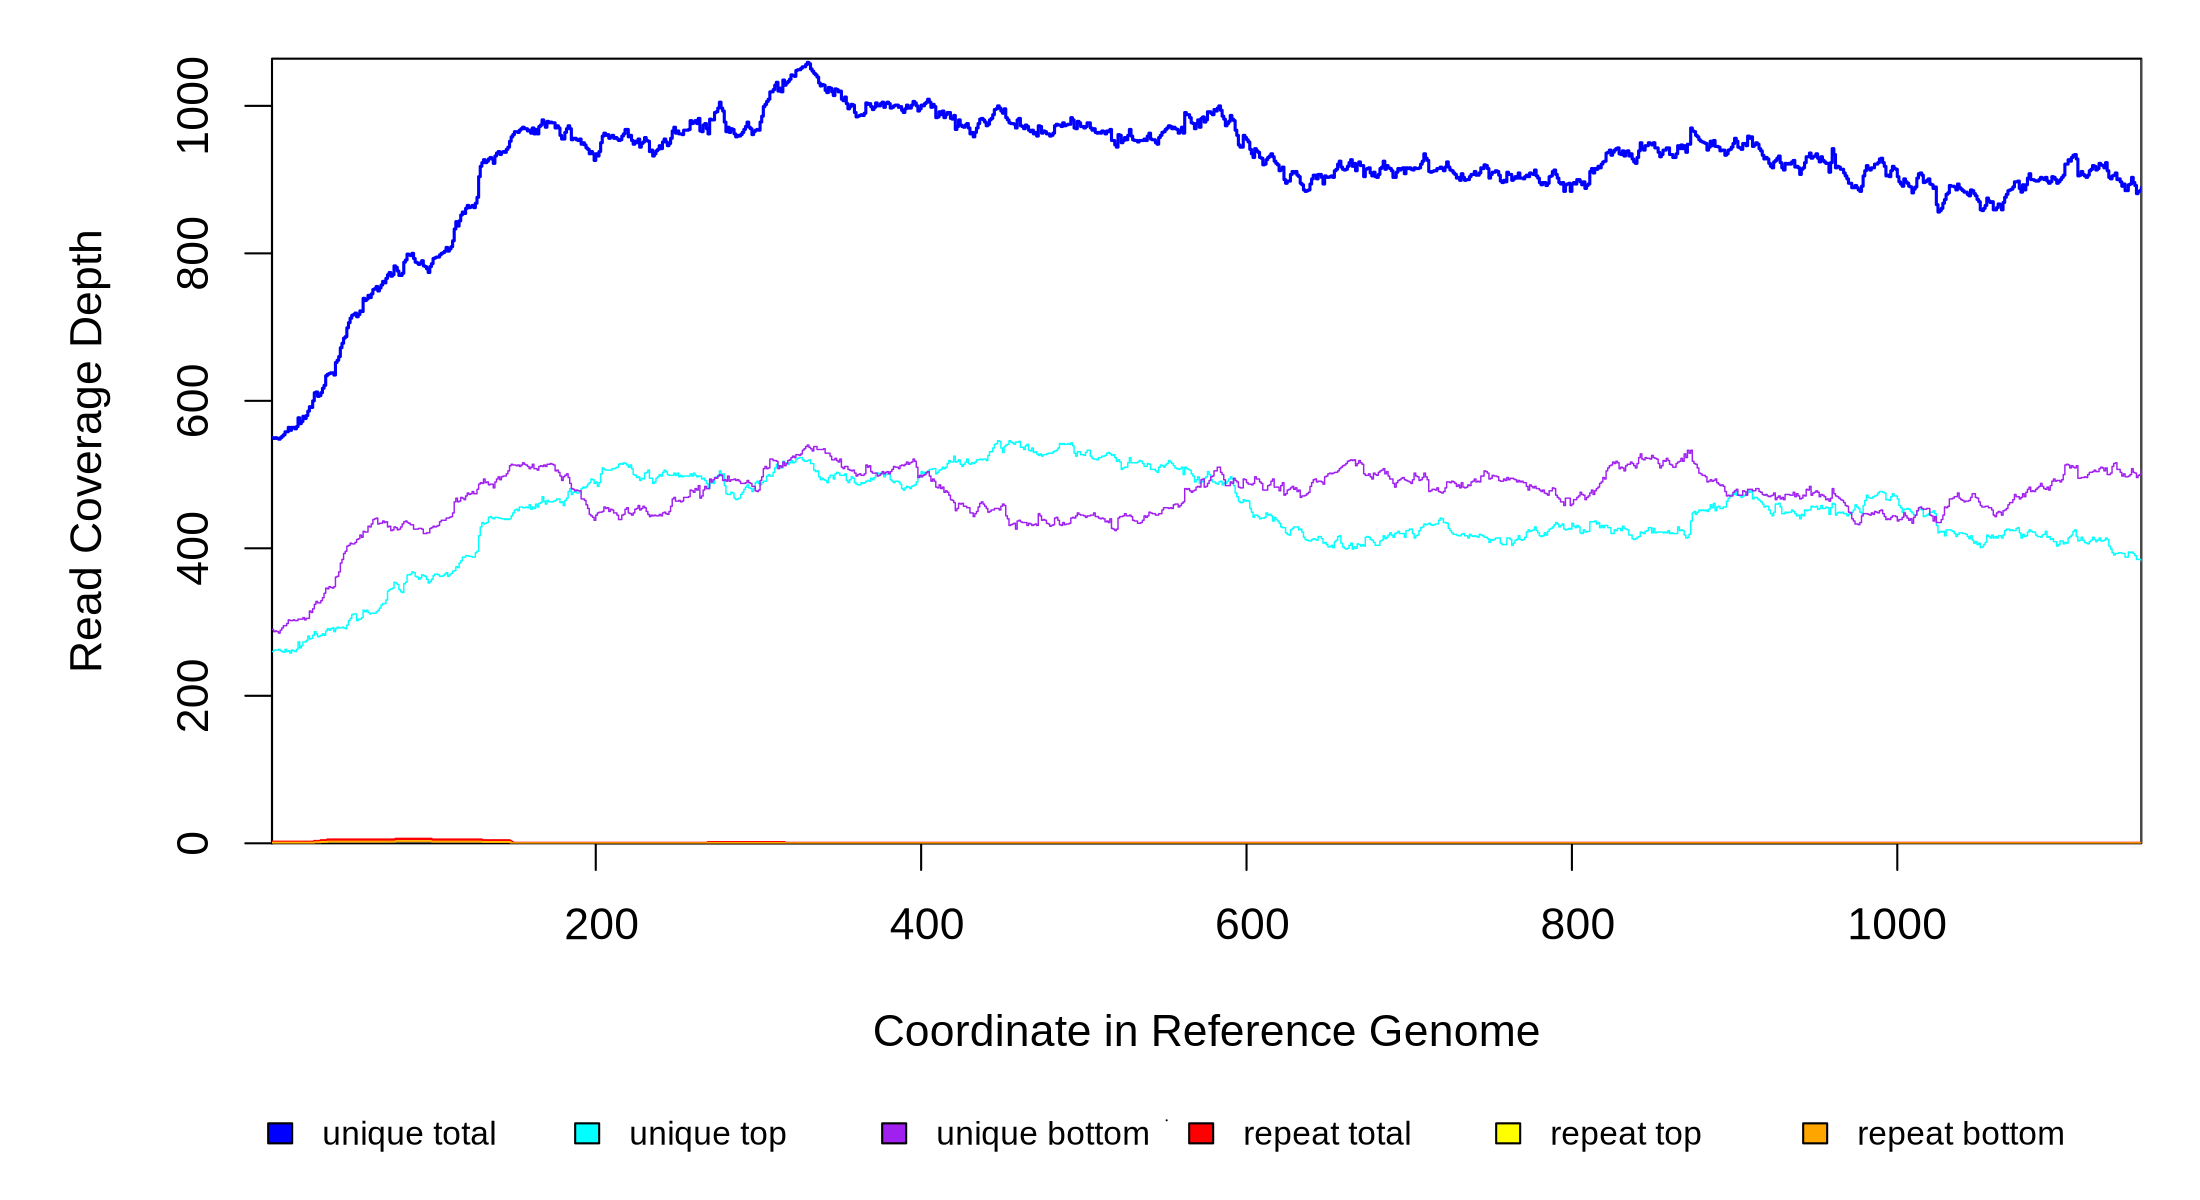 Read Coverage Depth
1000
800
600
400
200
0
200 400 600 800 1000
Coordinate in Reference Genome
unique total unique top unique bottom repeat total repeat top repeat bottom